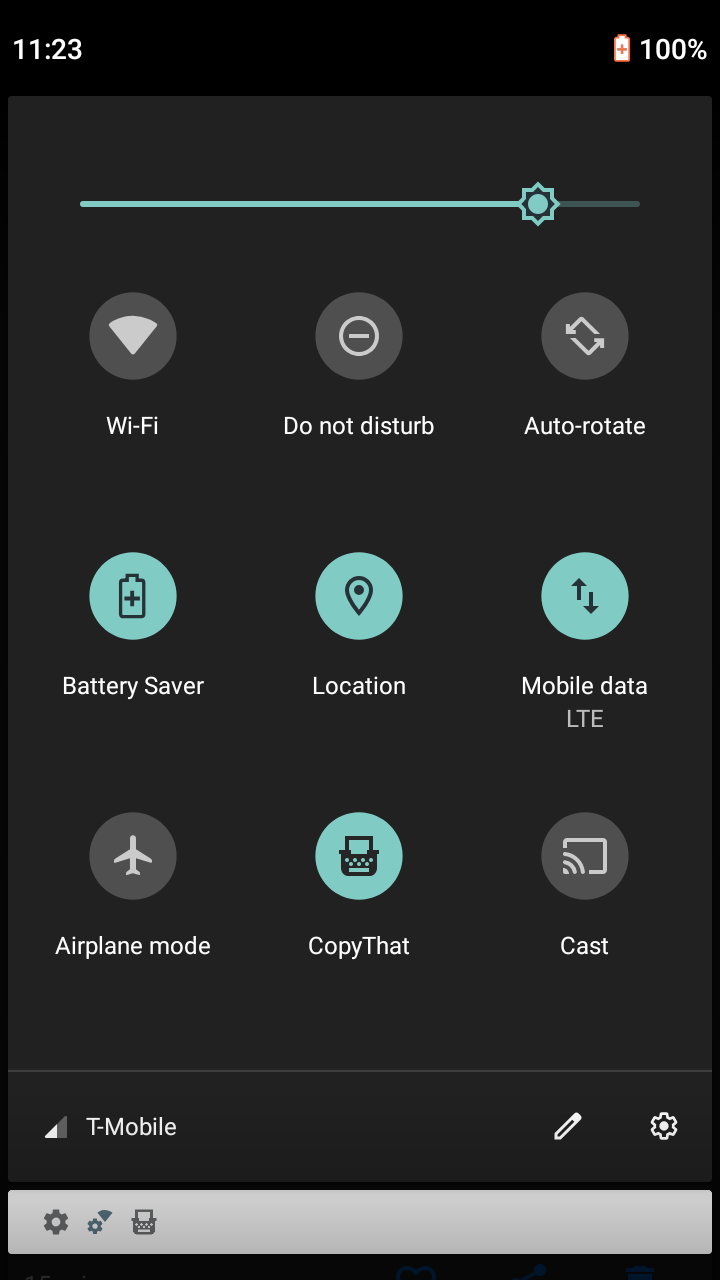 11:23 100%
Wi-Fi Do not disturb Auto-rotate
Battery Saver Location Mobile data
LTE
Airplane mode CopyThat Cast
T-Mobile